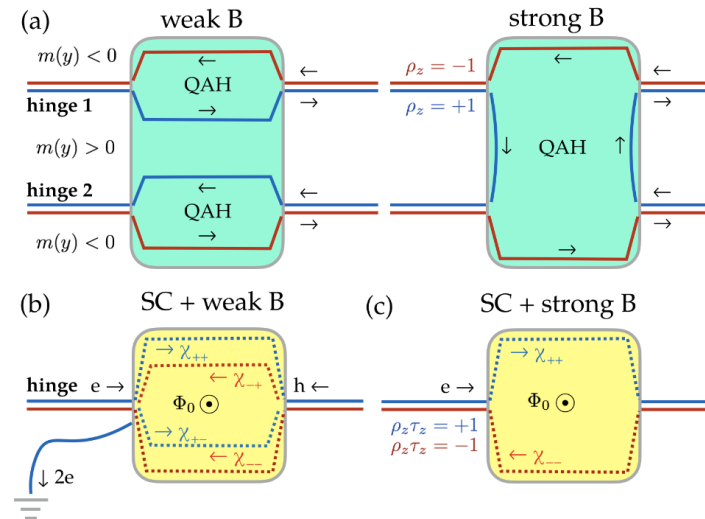 (a)
weak B
strong B
m(y) < 0
←
←
ρz = −1
←
←
QAH
hinge 1
→
→
ρz = +1
→
m(y) > 0
↓ QAH ↑
hinge 2
←
←
←
QAH
→
→
→
m(y) < 0
→
(b)
SC + weak B
(c)
SC + strong B
→ χ++
→ χ++
← χ−+
hinge
e →
h ←
e →
Φ0
Φ0
ρzτz = +1
→ χ+−
ρzτz = −1
← χ−−
← χ−−
↓ 2e